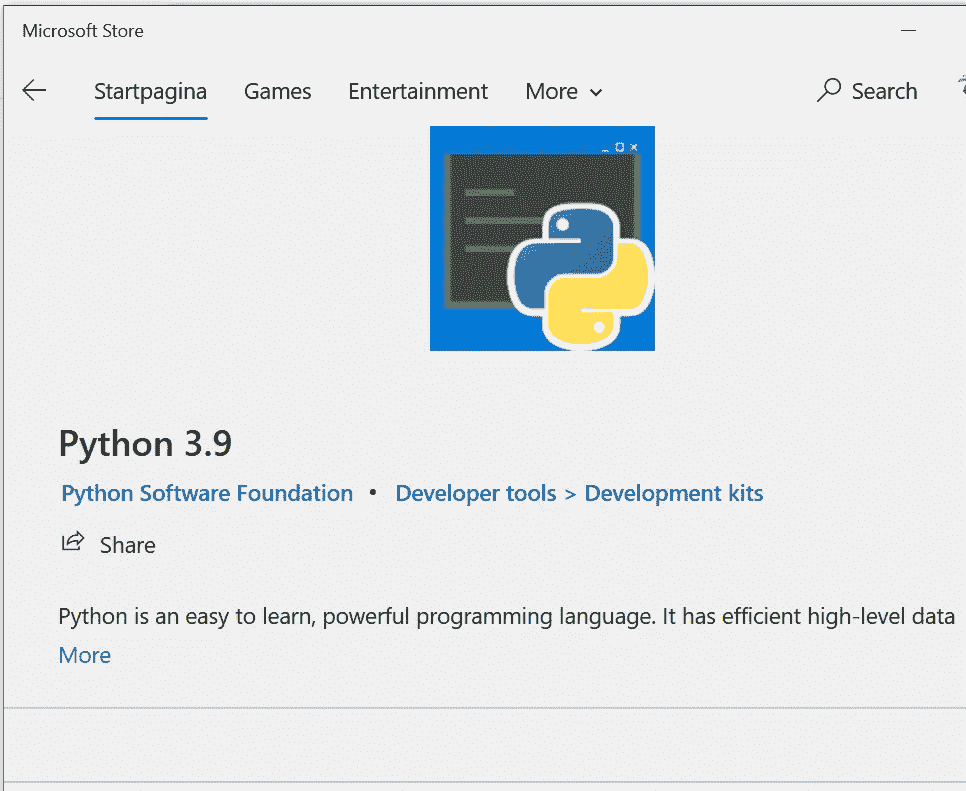 Microsoft Store
Startpagina Games Entertainment More Search
Python 3.9
Python Software Foundation • Developer tools > Development kits
Share
Python is an easy to learn, powerful programming language. It has efficient high-level data
More